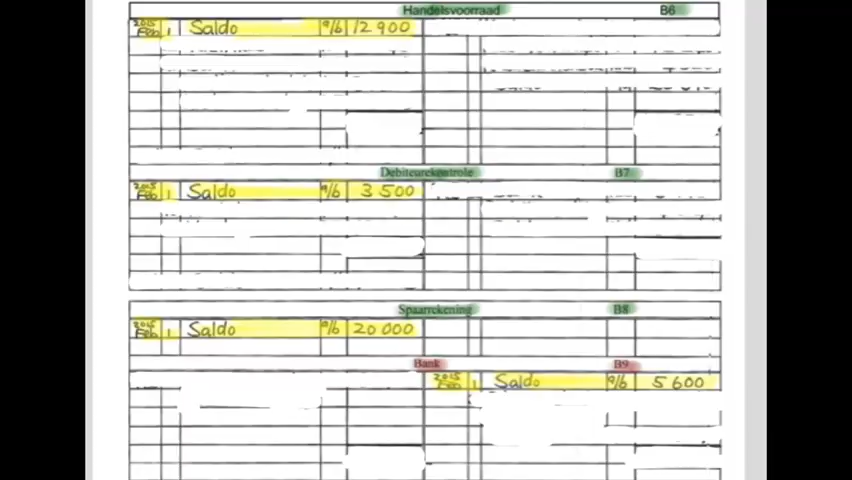 Handelsvoorraad B6
2015 Feb 1 Saldo 9/6 12 900
Debiteurekontrole B7
2015 Feb 1 Saldo 9/6 3 500
Spaarrekening B8
2015 Feb 1 Saldo 9/6 20 000
Bank B9
2015 Feb 1 Saldo 9/6 5 600